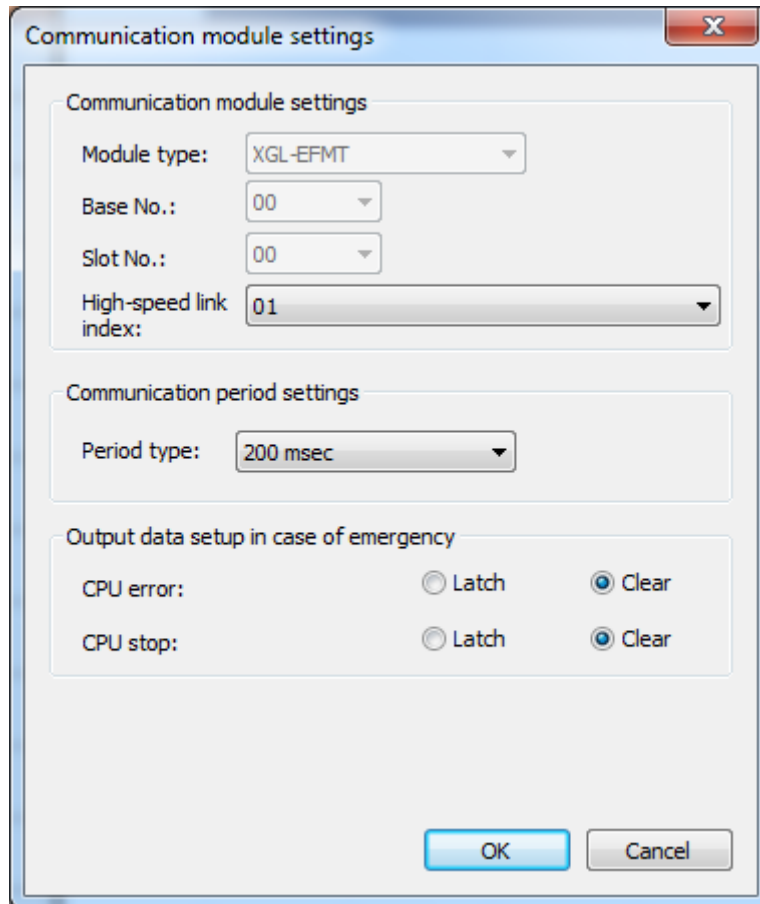 Communication module settings
Communication module settings
Module type: XGL-EFMT
Base No.: 00
Slot No.: 00
High-speed link
index: 01
Communication period settings
Period type: 200 msec
Output data setup in case of emergency
CPU error: Latch Clear
CPU stop: Latch Clear
OK Cancel